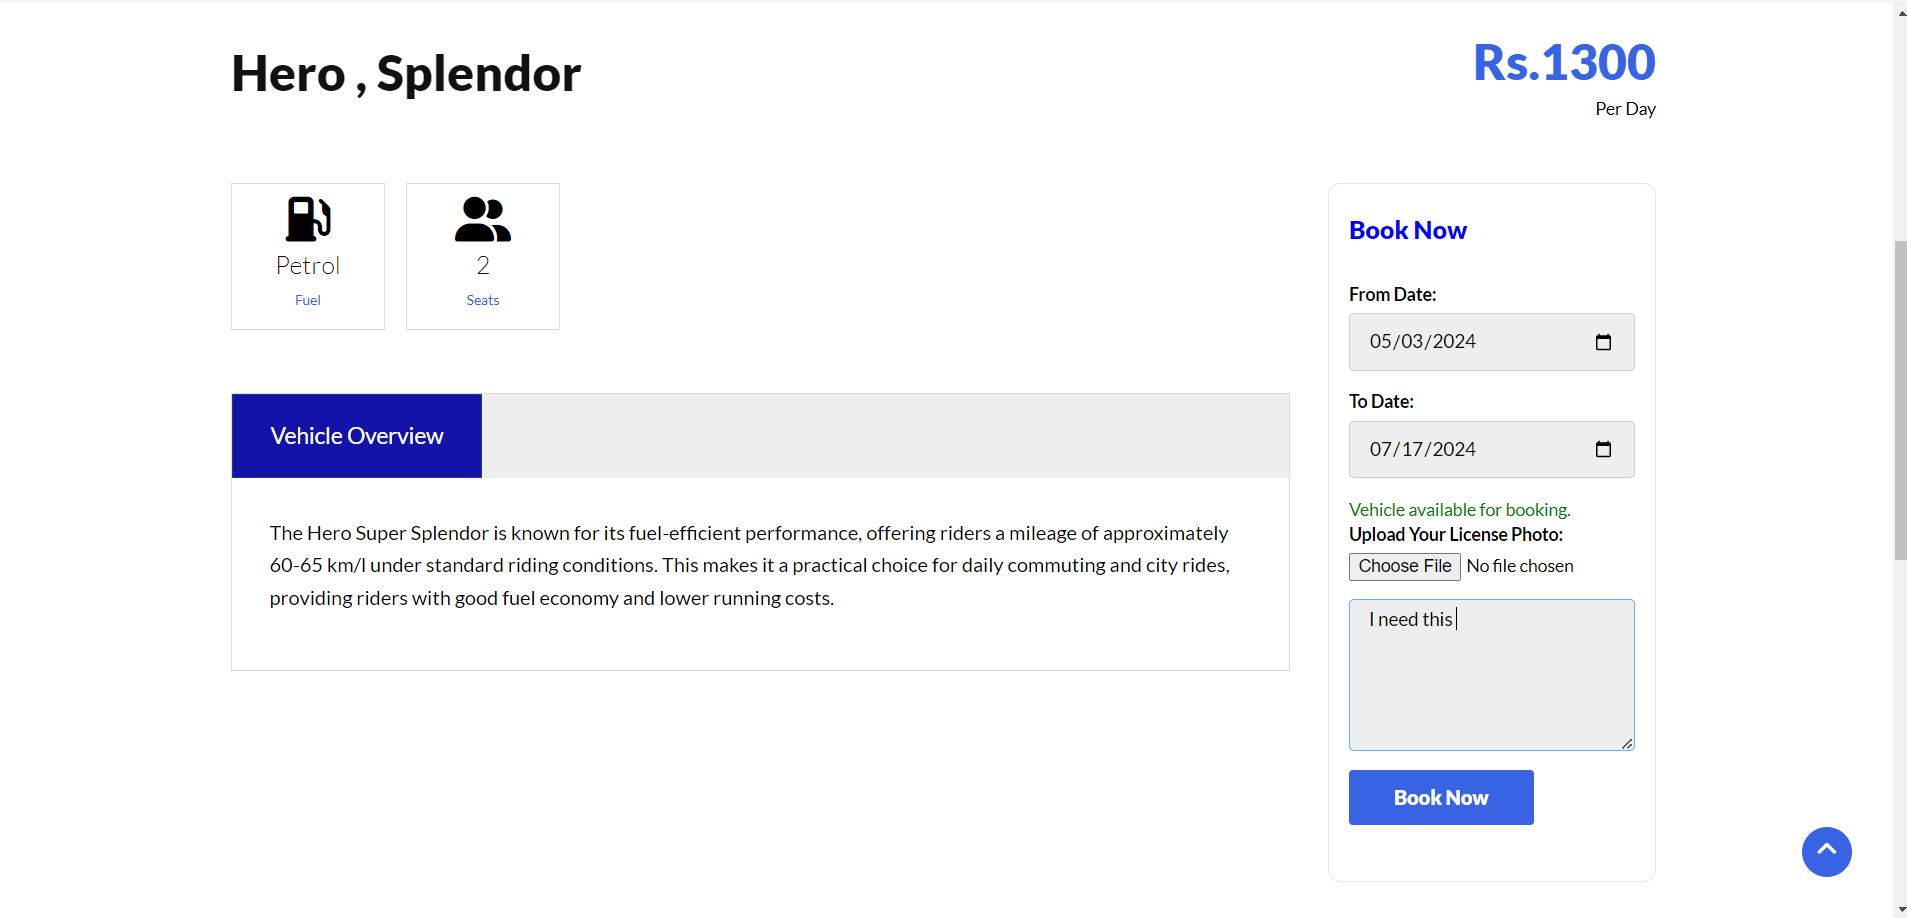 Hero , Splendor
Rs.1300
Per Day
Petrol
Fuel
2
Seats
Vehicle Overview
The Hero Super Splendor is known for its fuel-efficient performance, offering riders a mileage of approximately
60-65 km/l under standard riding conditions. This makes it a practical choice for daily commuting and city rides,
providing riders with good fuel economy and lower running costs.
Book Now
From Date:
05/03/2024
To Date:
07/17/2024
Vehicle available for booking.
Upload Your License Photo:
Choose File No file chosen
I need this
Book Now